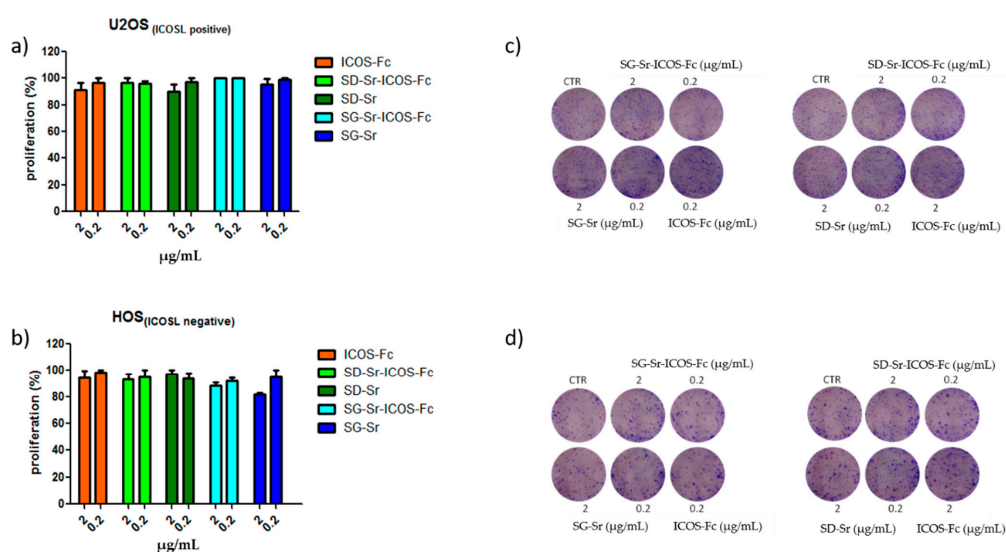 a)
U2OS (ICOSL positive)
proliferation (%)
120
100
80
60
40
20
0
2
0.2
2
0.2
2
0.2
2
0.2
2
0.2
µg/mL
ICOS-Fc
SD-Sr-ICOS-Fc
SD-Sr
SG-Sr-ICOS-Fc
SG-Sr
b)
HOS(ICOSL negative)
proliferation (%)
120
100
80
60
40
20
0
2
0.2
2
0.2
2
0.2
2
0.2
2
0.2
µg/mL
ICOS-Fc
SD-Sr-ICOS-Fc
SD-Sr
SG-Sr-ICOS-Fc
SG-Sr
c)
SG-Sr-ICOS-Fc (µg/mL)
CTR 2 0.2
2 0.2 0.2
SG-Sr (µg/mL) ICOS-Fc (µg/mL)
SD-Sr-ICOS-Fc (µg/mL)
CTR 2 0.2
2 0.2 2
SD-Sr (µg/mL) ICOS-Fc (µg/mL)
d)
SG-Sr-ICOS-Fc (µg/mL)
CTR 2 0.2
2 0.2 0.2
SG-Sr (µg/mL) ICOS-Fc (µg/mL)
SD-Sr-ICOS-Fc (µg/mL)
CTR 2 0.2
2 0.2 2
SD-Sr (µg/mL) ICOS-Fc (µg/mL)